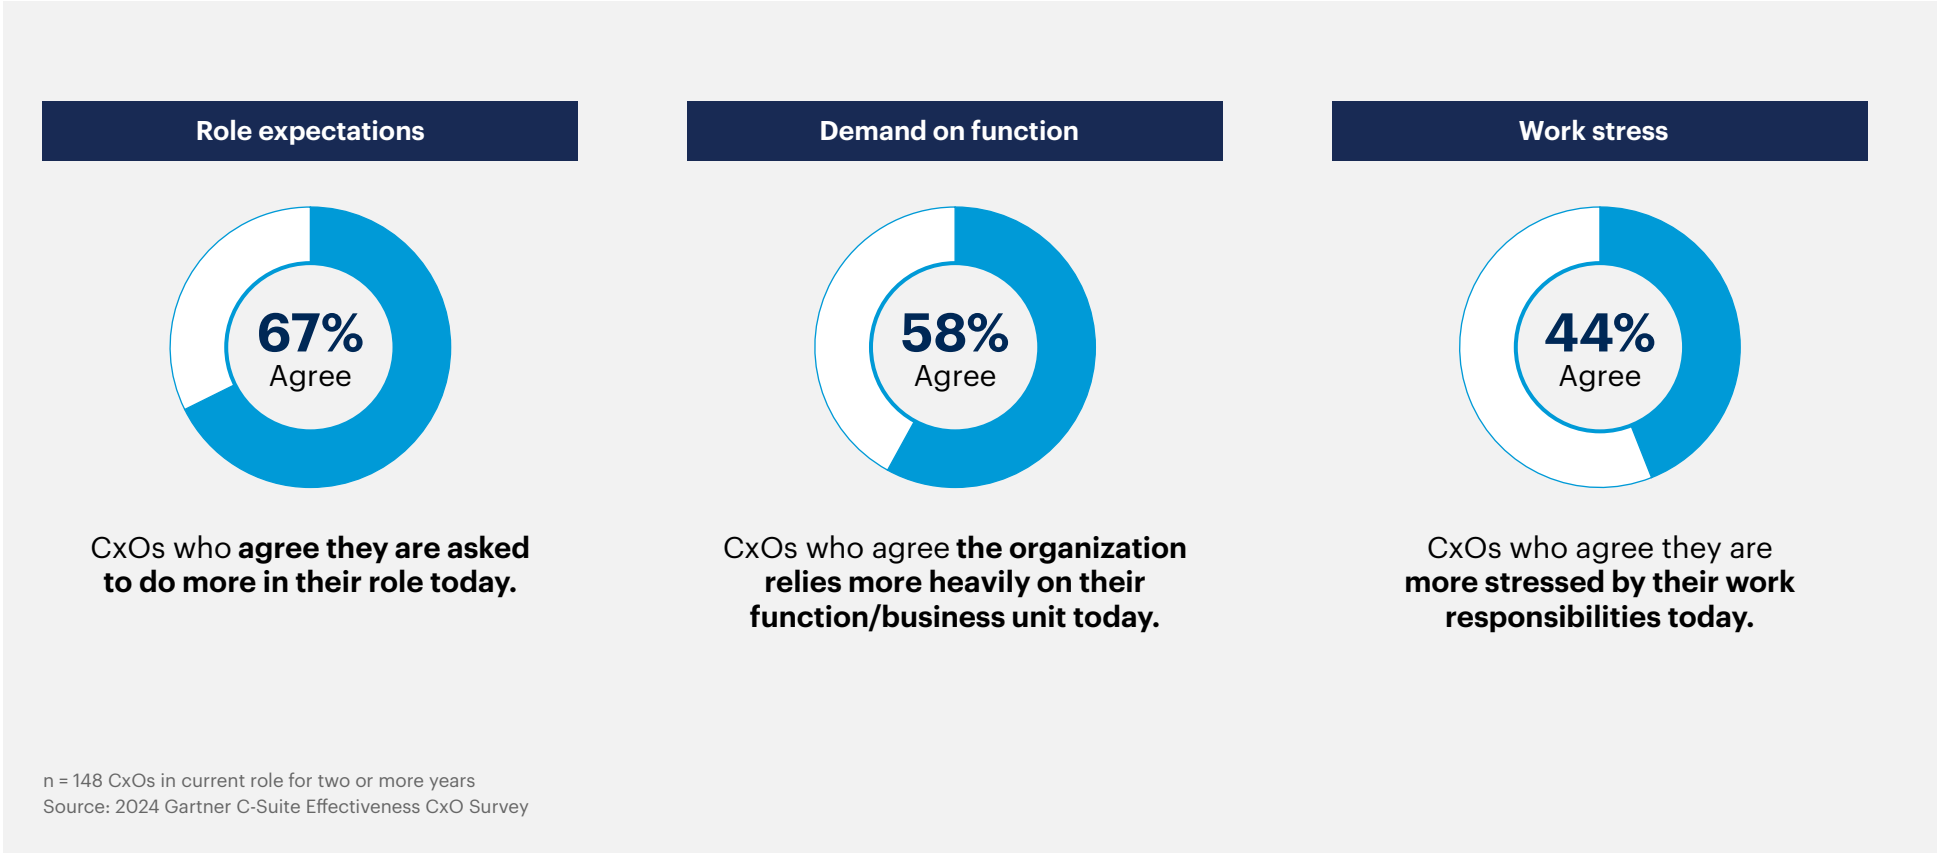 Role expectations
67%
Agree
CxOs who agree they are asked
to do more in their role today.
Demand on function
58%
Agree
CxOs who agree the organization
relies more heavily on their
function/business unit today.
Work stress
44%
Agree
CxOs who agree they are
more stressed by their work
responsibilities today.
n = 148 CxOs in current role for two or more years
Source: 2024 Gartner C-Suite Effectiveness CxO Survey